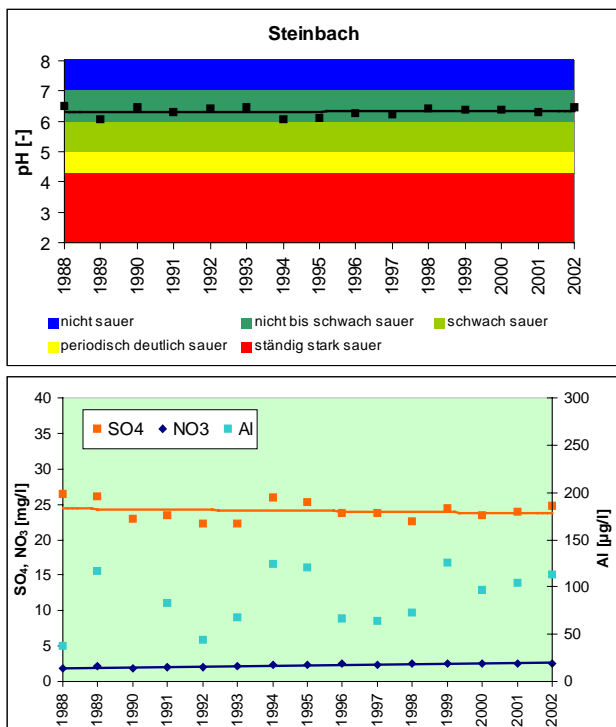 Steinbach
8
7
6
5
4
3
2
pH [-]
1988 1989 1990 1991 1992 1993 1994 1995 1996 1997 1998 1999 2000 2001 2002
nicht sauer nicht bis schwach sauer schwach sauer
periodisch deutlich sauer ständig stark sauer
40 300
35 250
30 200
25 150
20 100
15 50
10 0
5
0
SO4 NO3 Al
SO₄, NO₃ [mg/l]
Al [µg/l]
1988 1989 1990 1991 1992 1993 1994 1995 1996 1997 1998 1999 2000 2001 2002